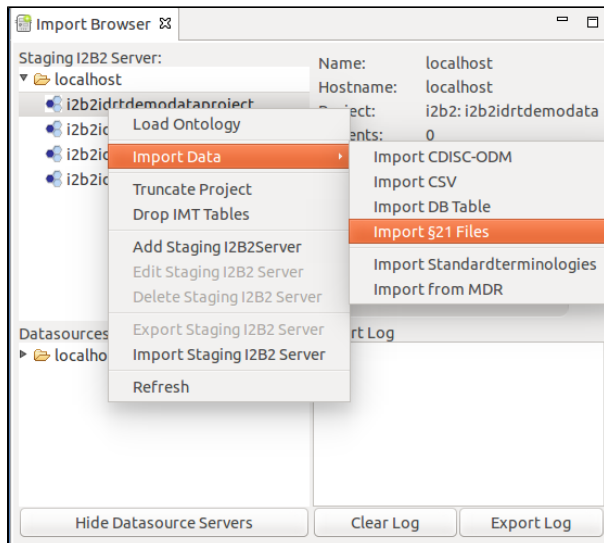 Import Browser
Staging I2B2 Server:
localhost
i2b2idrtdemodataproject
Name: localhost
Hostname: localhost
i2b2: i2b2idrtdemodata
0
Load Ontology
Import Data
Truncate Project
Drop IMT Tables
Add Staging I2B2Server
Edit Staging I2B2 Server
Delete Staging I2B2 Server
Export Staging I2B2 Server
Import Staging I2B2 Server
Refresh
Import CDISC-ODM
Import CSV
Import DB Table
Import §21 Files
Import Standardterminologies
Import from MDR
Datasources
Log
Hide Datasource Servers
Clear Log
Export Log